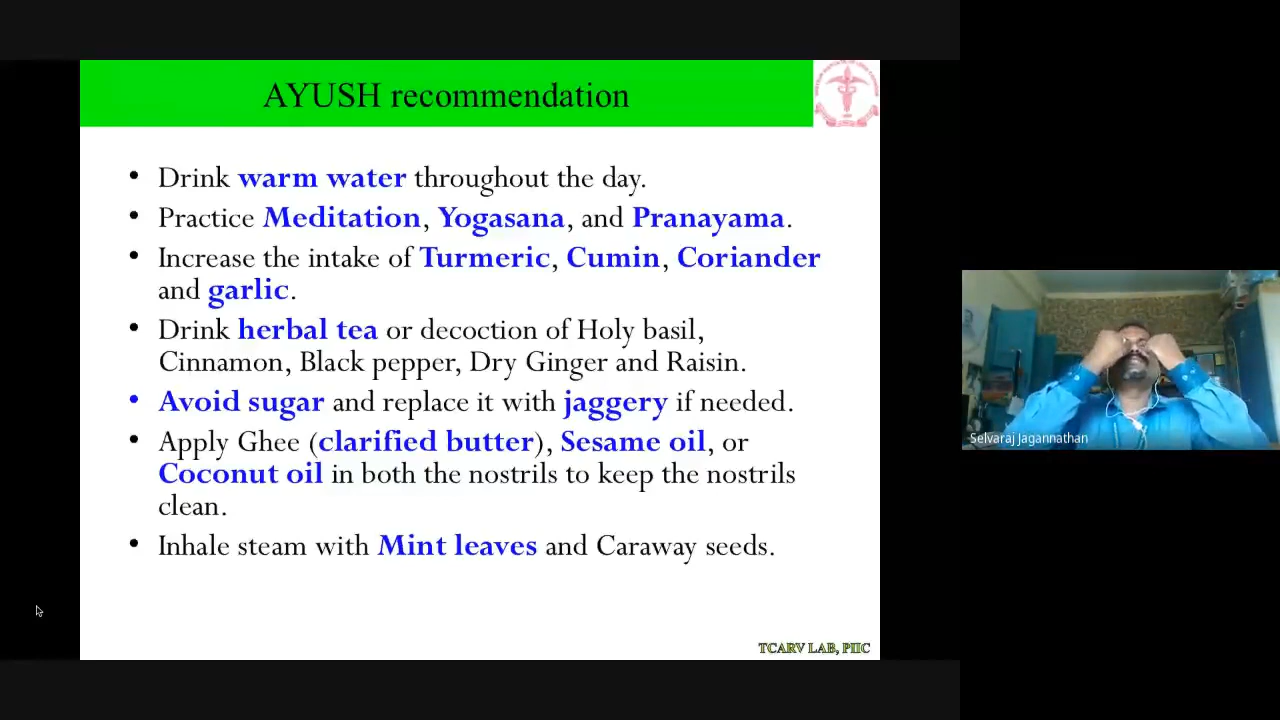 AYUSH recommendation
• Drink warm water throughout the day.
• Practice Meditation, Yogasana, and Pranayama.
• Increase the intake of Turmeric, Cumin, Coriander
and garlic.
• Drink herbal tea or decoction of Holy basil,
Cinnamon, Black pepper, Dry Ginger and Raisin.
• Avoid sugar and replace it with jaggery if needed.
• Apply Ghee (clarified butter), Sesame oil, or
Coconut oil in both the nostrils to keep the nostrils
clean.
• Inhale steam with Mint leaves and Caraway seeds.
TCARV LAB, PIIC
Selvaraj Jagannathan